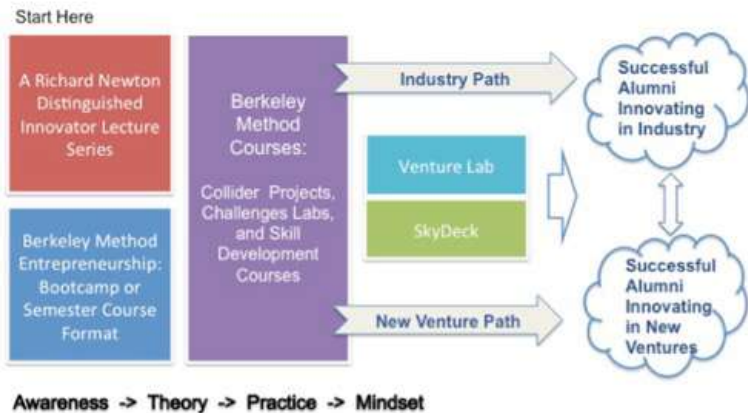 Start Here
A Richard Newton
Distinguished
Innovator Lecture
Series
Berkeley Method
Entrepreneurship:
Bootcamp or
Semester Course
Format
Berkeley
Method
Courses:
Collider Projects,
Challenges Labs,
and Skill
Development
Courses
Industry Path
Venture Lab
SkyDeck
New Venture Path
Successful
Alumni
Innovating
in Industry
Successful
Alumni
Innovating
in New
Ventures
Awareness -> Theory -> Practice -> Mindset